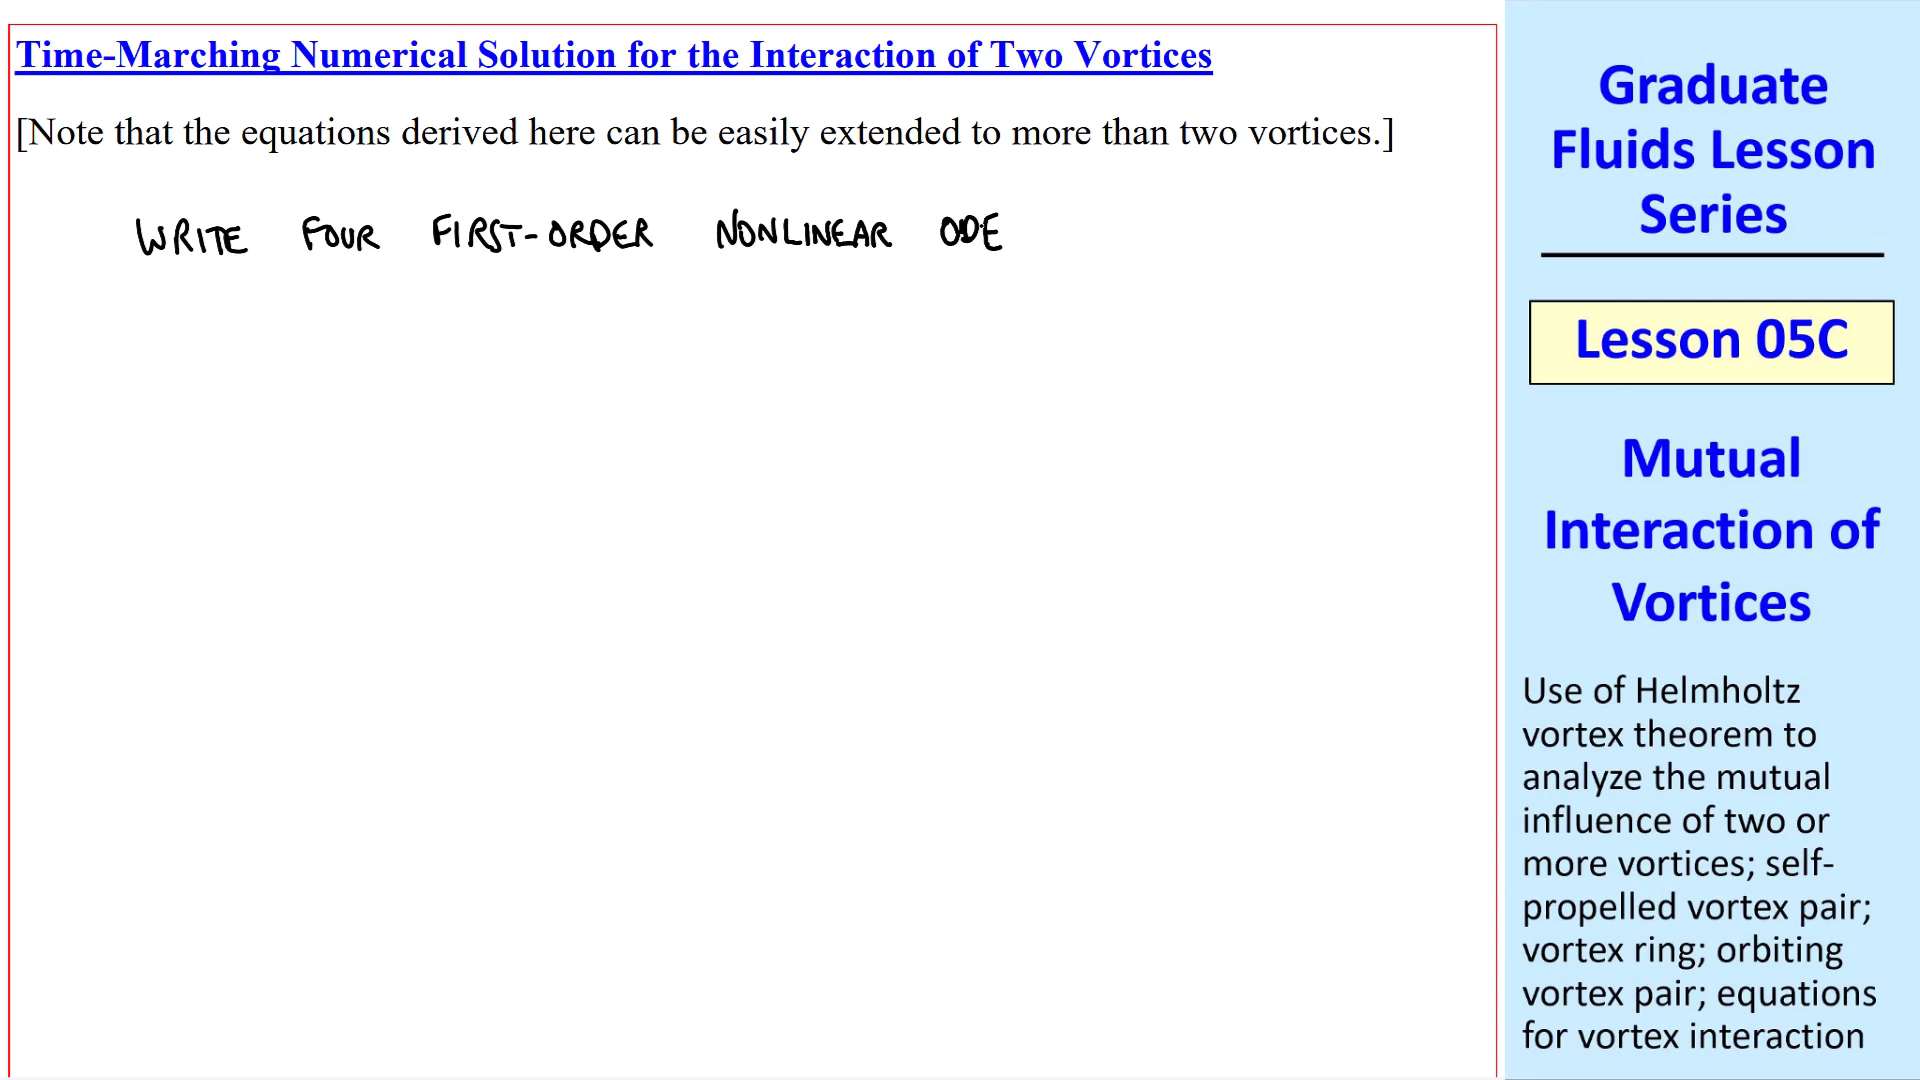 Time-Marching Numerical Solution for the Interaction of Two Vortices
[Note that the equations derived here can be easily extended to more than two vortices.]
WRITE FOUR FIRST-ORDER NONLINEAR ODE
Graduate
Fluids Lesson
Series
Lesson 05C
Mutual
Interaction of
Vortices
Use of Helmholtz
vortex theorem to
analyze the mutual
influence of two or
more vortices; self-
propelled vortex pair;
vortex ring; orbiting
vortex pair; equations
for vortex interaction